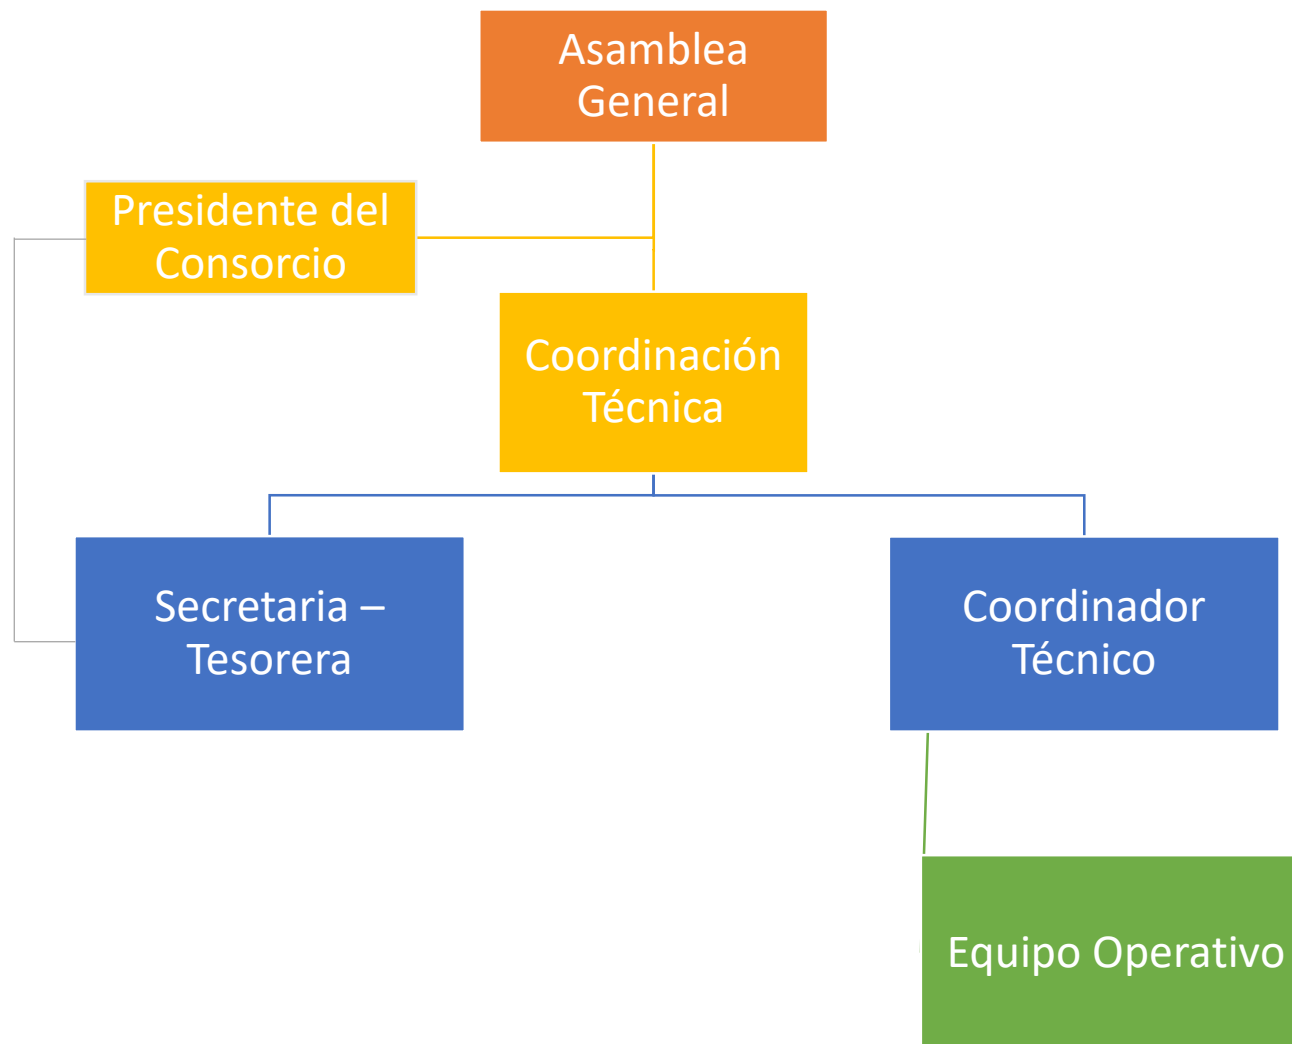 Asamblea
General
Presidente del
Consorcio
Coordinación
Técnica
Secretaria –
Tesorera
Coordinador
Técnico
Equipo Operativo